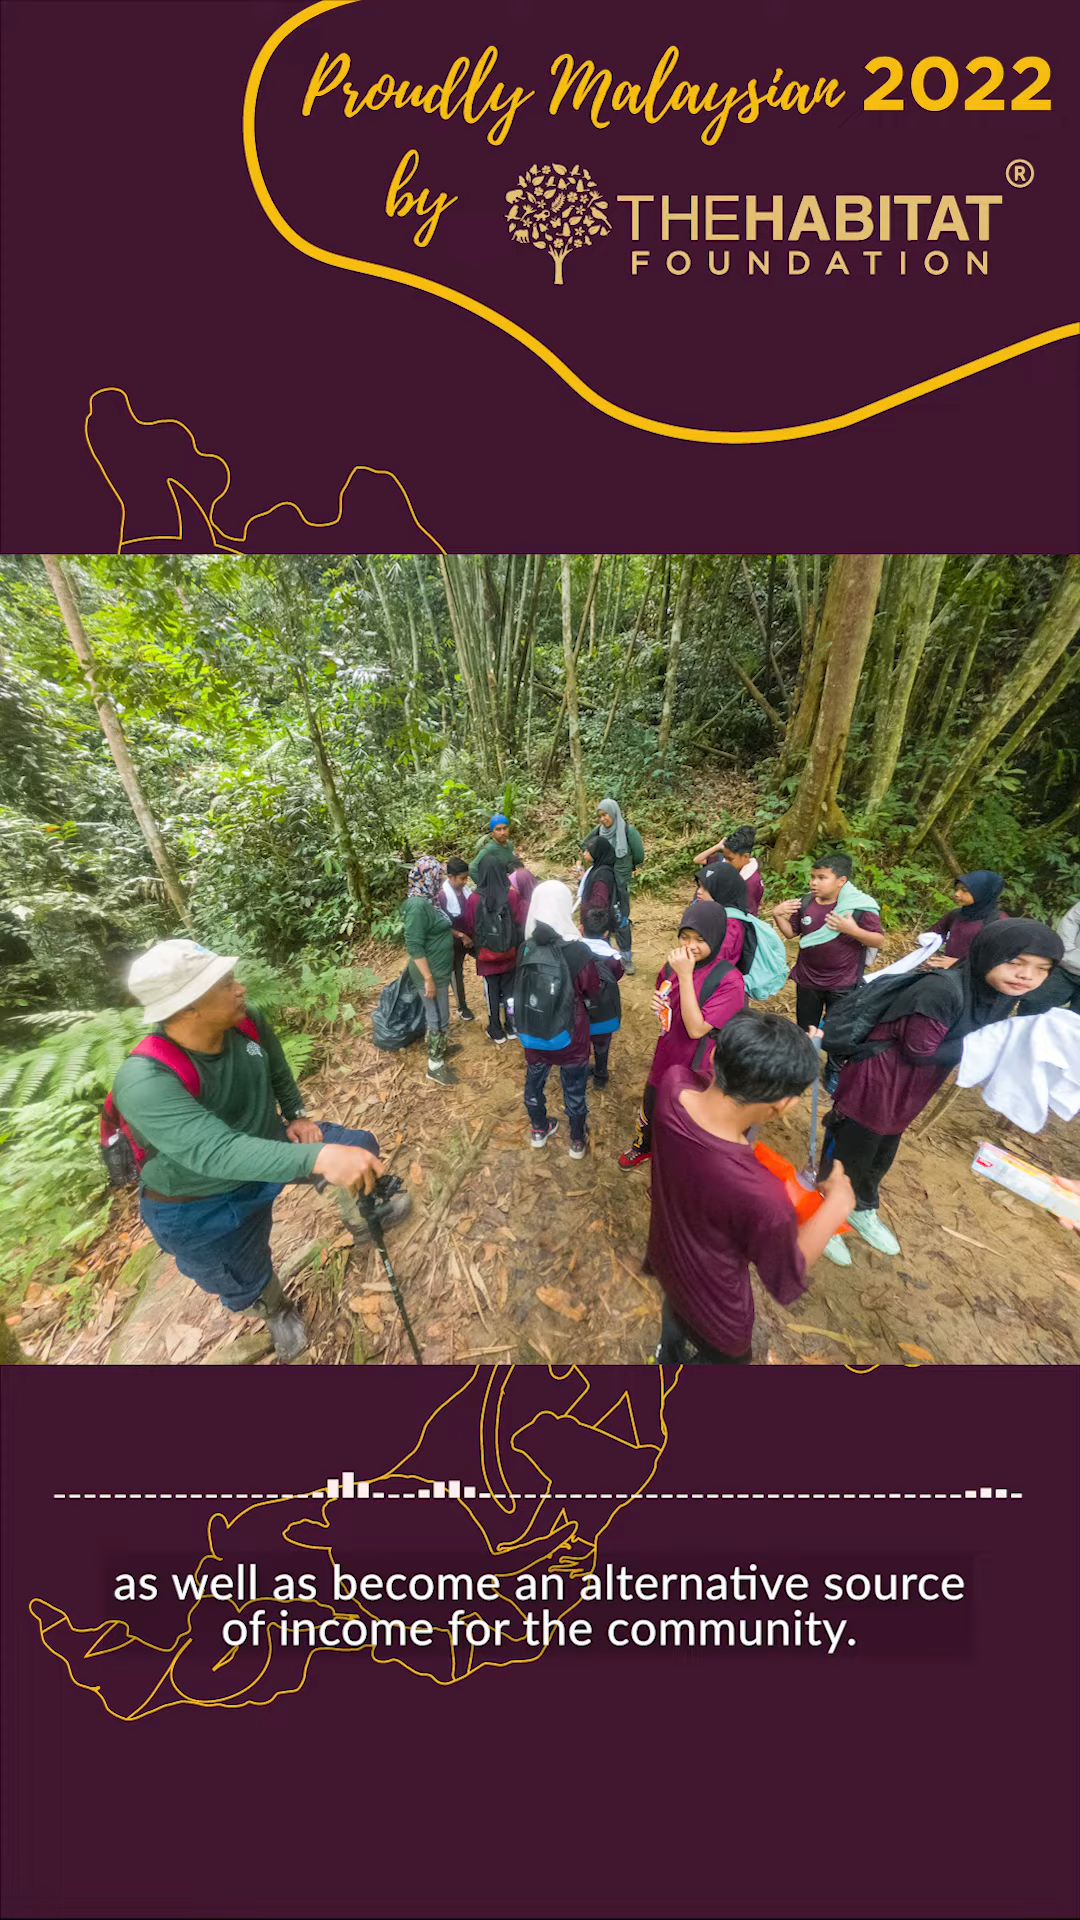 Proudly Malaysian 2022
by THEHABITAT®
FOUNDATION
as well as become an alternative source
of income for the community.